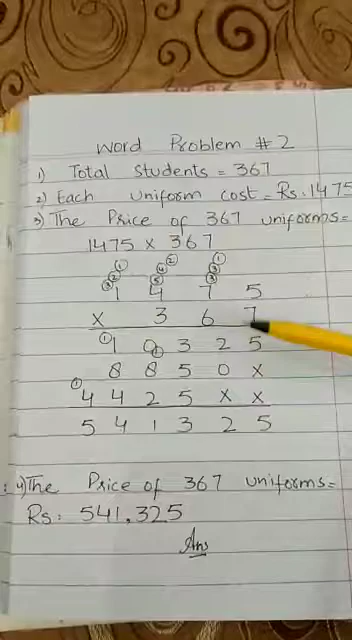 Word Problem # 2
1) Total students = 367
2) Each uniform cost = Rs. 1475
3) The Price of 367 uniforms=
1475 x 367
1 4 7 5
x 3 6 7
1 0 3 2 5
8 8 5 0 x
4 4 2 5 x x
5 4 1 3 2 5
4) The Price of 367 uniforms=
Rs: 541,325
Ans